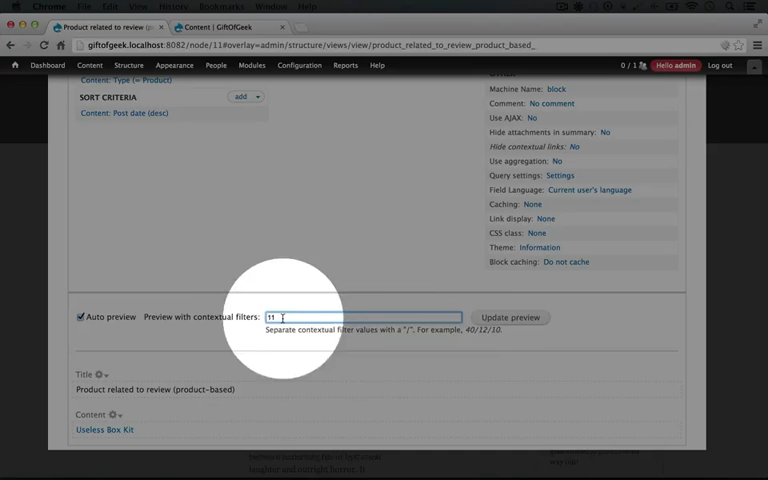 Chrome File Edit View History Bookmarks Window Help
Product related to review (p
Content | GiftOfGeek
giftofgeek.localhost:8082/node/11#overlay=admin/structure/views/view/product_related_to_review_product_based_
Dashboard Content Structure Appearance People Modules Configuration Reports Help 0 / 1 Hello admin Log out
Content: Type (= Product)
SORT CRITERIA add
Content: Post date (desc)
Machine Name: block
Comment: No comment
Use AJAX: No
Hide attachments in summary: No
Hide contextual links: No
Use aggregation: No
Query settings: Settings
Field Language: Current user's language
Caching: None
Link display: None
CSS class: None
Theme: Information
Block caching: Do not cache
Auto preview Preview with contextual filters: 11 Update preview
Separate contextual filter values with a "/". For example, 40/12/10.
Title
Product related to review (product-based)
Content
Useless Box Kit
laughter and outright horror. It